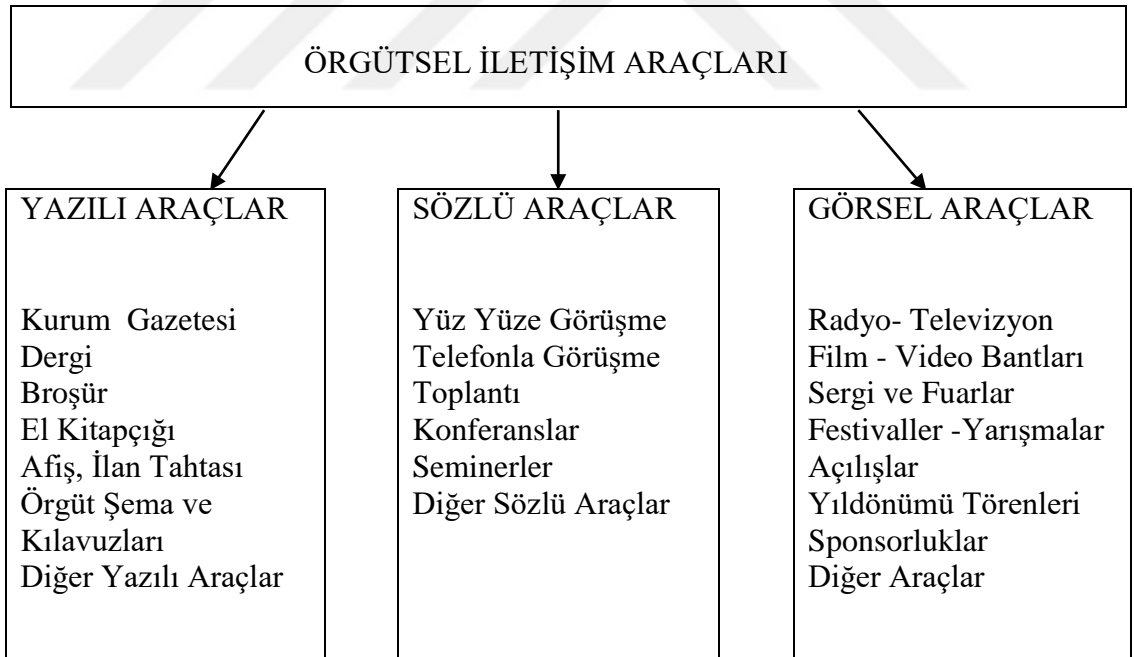 ÖRGÜTSEL İLETİŞİM ARAÇLARI
YAZILI ARAÇLAR
Kurum Gazetesi
Dergi
Broşür
El Kitapçığı
Afiş, İlan Tahtası
Örgüt Şema ve
Kılavuzları
Diğer Yazılı Araçlar
SÖZLÜ ARAÇLAR
Yüz Yüze Görüşme
Telefonla Görüşme
Toplantı
Konferanslar
Seminerler
Diğer Sözlü Araçlar
GÖRSEL ARAÇLAR
Radyo- Televizyon
Film - Video Bantları
Sergi ve Fuarlar
Festivaller -Yarışmalar
Açılışlar
Yıldönümü Törenleri
Sponsorluklar
Diğer Araçlar